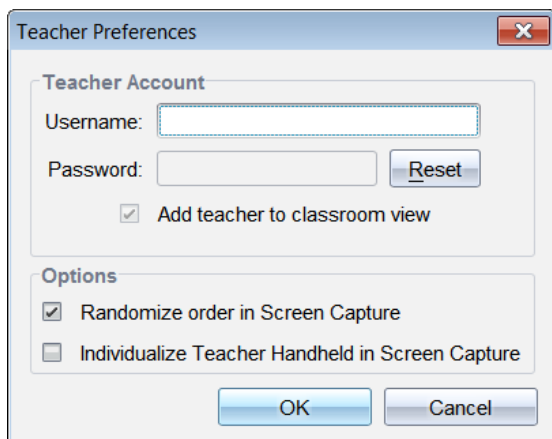 Teacher Preferences
Teacher Account
Username:
Password:
Reset
Add teacher to classroom view
Options
Randomize order in Screen Capture
Individualize Teacher Handheld in Screen Capture
OK
Cancel